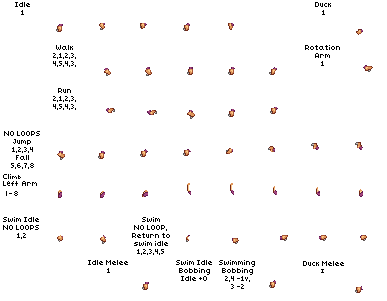 Idle
1
Duck
1
Walk
2,1,2,3,
4,5,4,3,
Rotation
Arm
1
Run
2,1,2,3,
4,5,4,3,
NO LOOPS
Jump
1,2,3,4
Fall
5,6,7,8
Climb
Left Arm
1-8
Swim Idle
NO LOOPS
1,2
Swim
NO LOOP,
Return to
swim idle
1,2,3,4,5
Idle Melee
1
Swim Idle
Bobbing
Idle +0
Swimming
Bobbing
2,4 -1v,
3 -2
Duck Melee
1